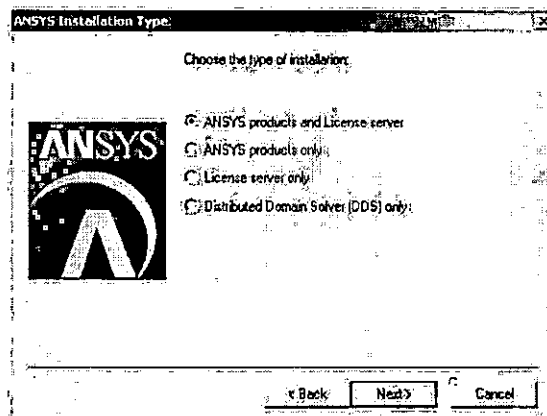 ANSYS Installation Type
Choose the type of installation:
ANSYS products and License server
ANSYS products only
License server only
Distributed Domain Solver (DDS) only
ANSYS
< Back
Next >
Cancel